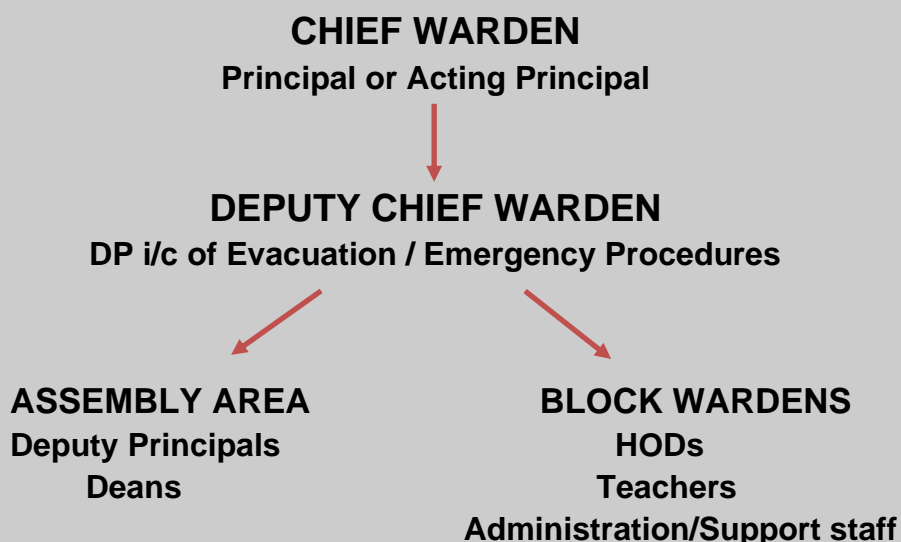 CHIEF WARDEN
Principal or Acting Principal
DEPUTY CHIEF WARDEN
DP i/c of Evacuation / Emergency Procedures
ASSEMBLY AREA
Deputy Principals
Deans
BLOCK WARDENS
HODs
Teachers
Administration/Support staff